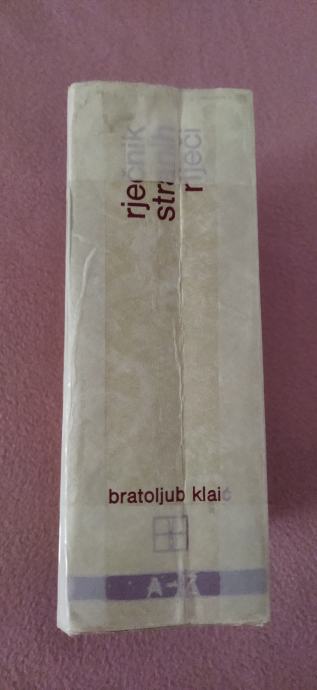 rječnik
stranih
riječi
bratoljub klaić
A-Ž